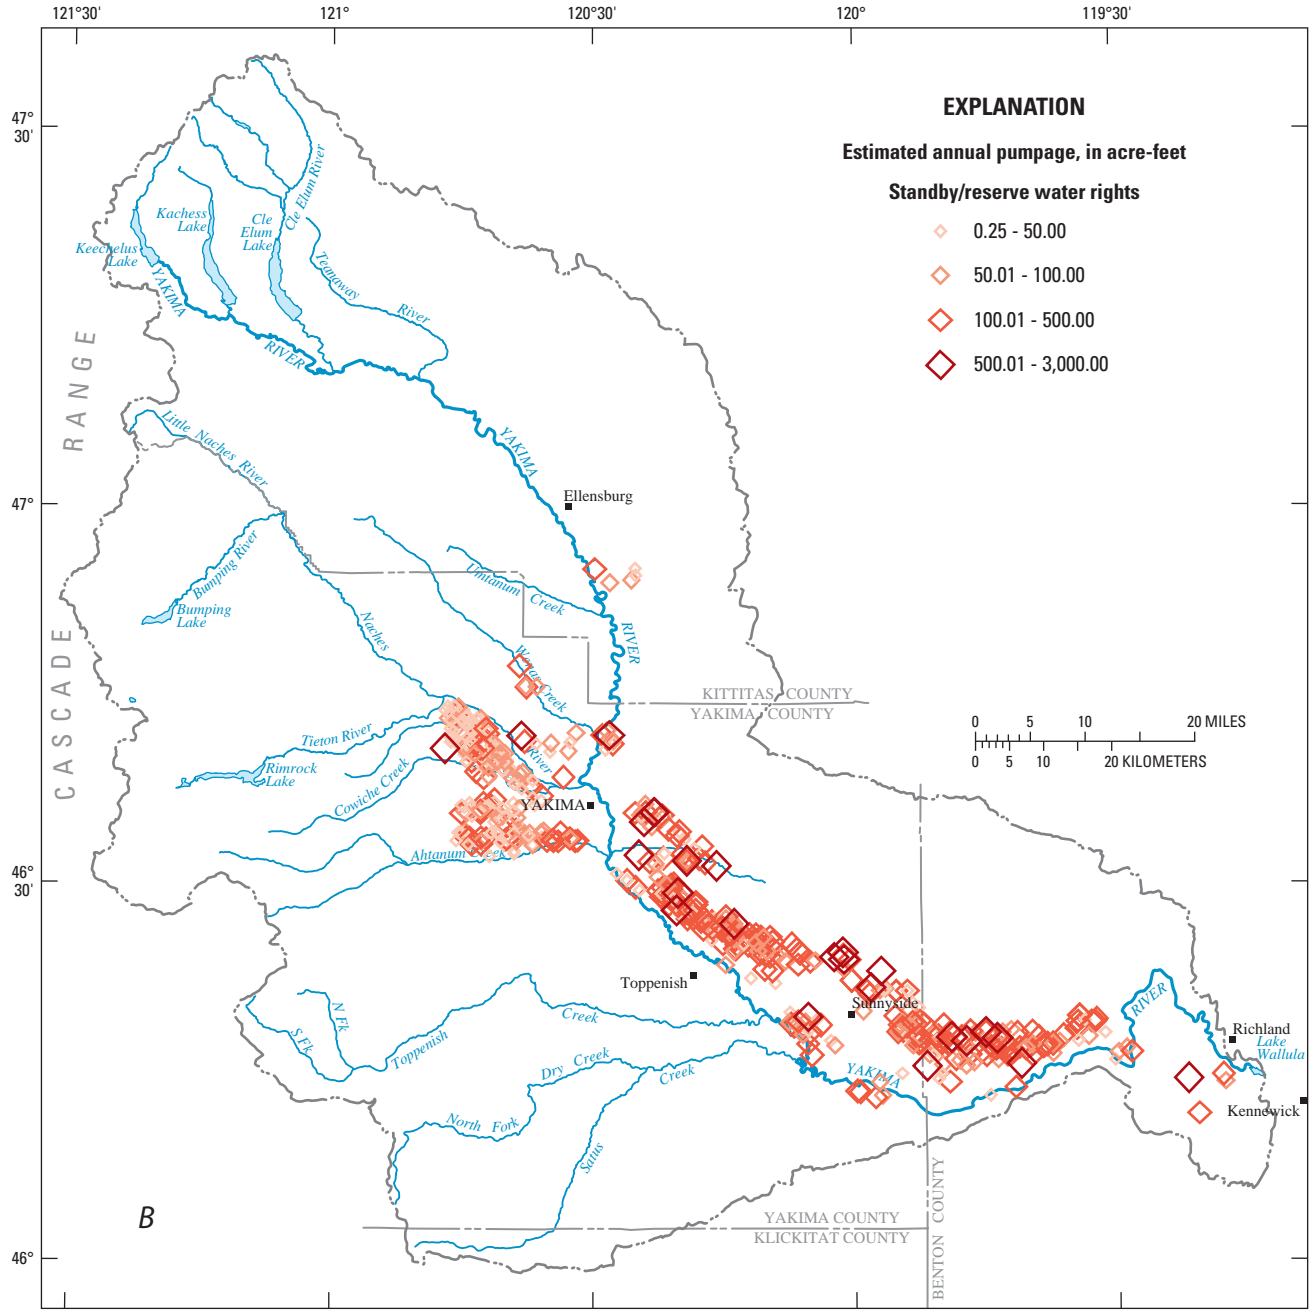 121°30'
121°
120°30'
120°
119°30'
47°
30'
EXPLANATION
Estimated annual pumpage, in acre-feet
Standby/reserve water rights
0.25 - 50.00
50.01 - 100.00
100.01 - 500.00
500.01 - 3,000.00
Cle Elum River
Kachess
Lake
Cle
Elum
Lake
Keechelus
Lake
YAKIMA
Teanaway
River
RIVER
CASCADE RANGE
Little Naches River
YAKIMA
47°
Ellensburg
Bumping River
Bumping
Lake
Umtanum Creek
Naches
RIVER
Wenas Creek
KITTITAS COUNTY
YAKIMA COUNTY
0 5 10 20 MILES
0 5 10 20 KILOMETERS
Tieton River
River
Rimrock
Lake
Cowiche Creek
YAKIMA
Ahtanum Creek
46°
30'
Toppenish
Sunnyside
RIVER
N Fk
S Fk
Toppenish
Creek
Richland
Lake
Wallula
Dry Creek
Creek
YAKIMA
Kennewick
North Fork
Satus
B
YAKIMA COUNTY
KLICKITAT COUNTY
BENTON COUNTY
46°